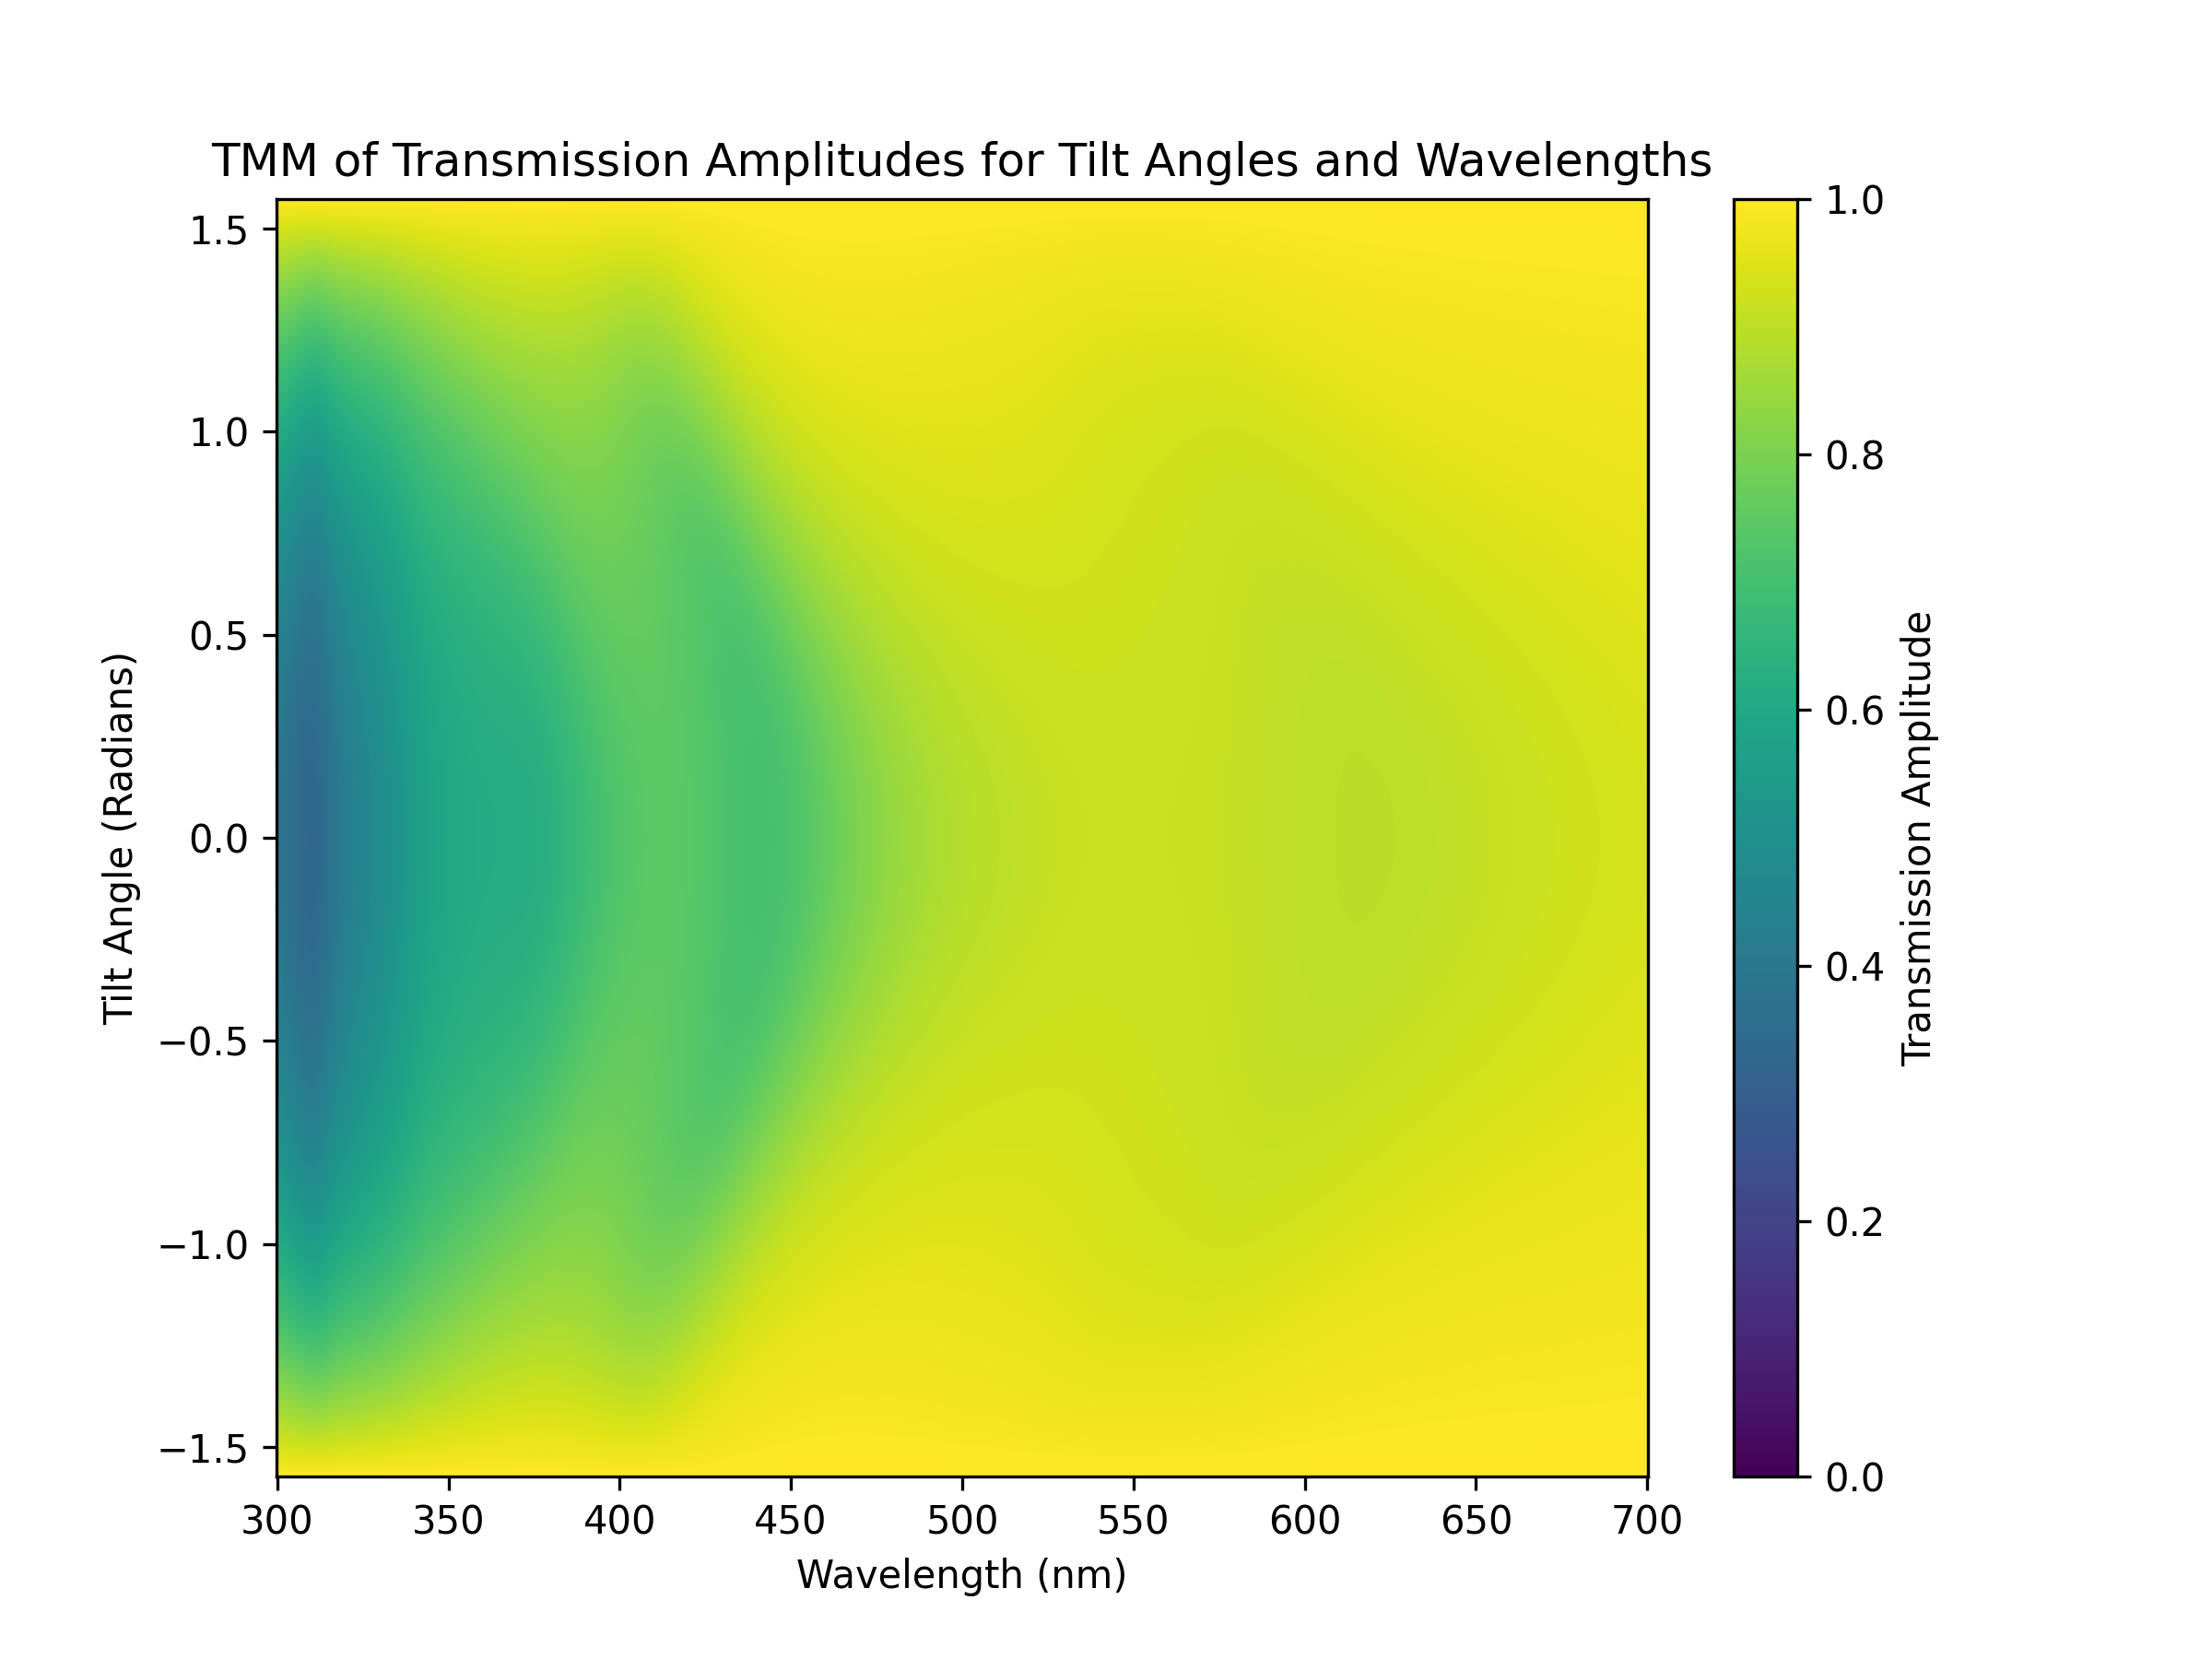 TMM of Transmission Amplitudes for Tilt Angles and Wavelengths
1.5
1.0
0.5
0.0
−0.5
−1.0
−1.5
Tilt Angle (Radians)
300 350 400 450 500 550 600 650 700
Wavelength (nm)
1.0
0.8
0.6
0.4
0.2
0.0
Transmission Amplitude